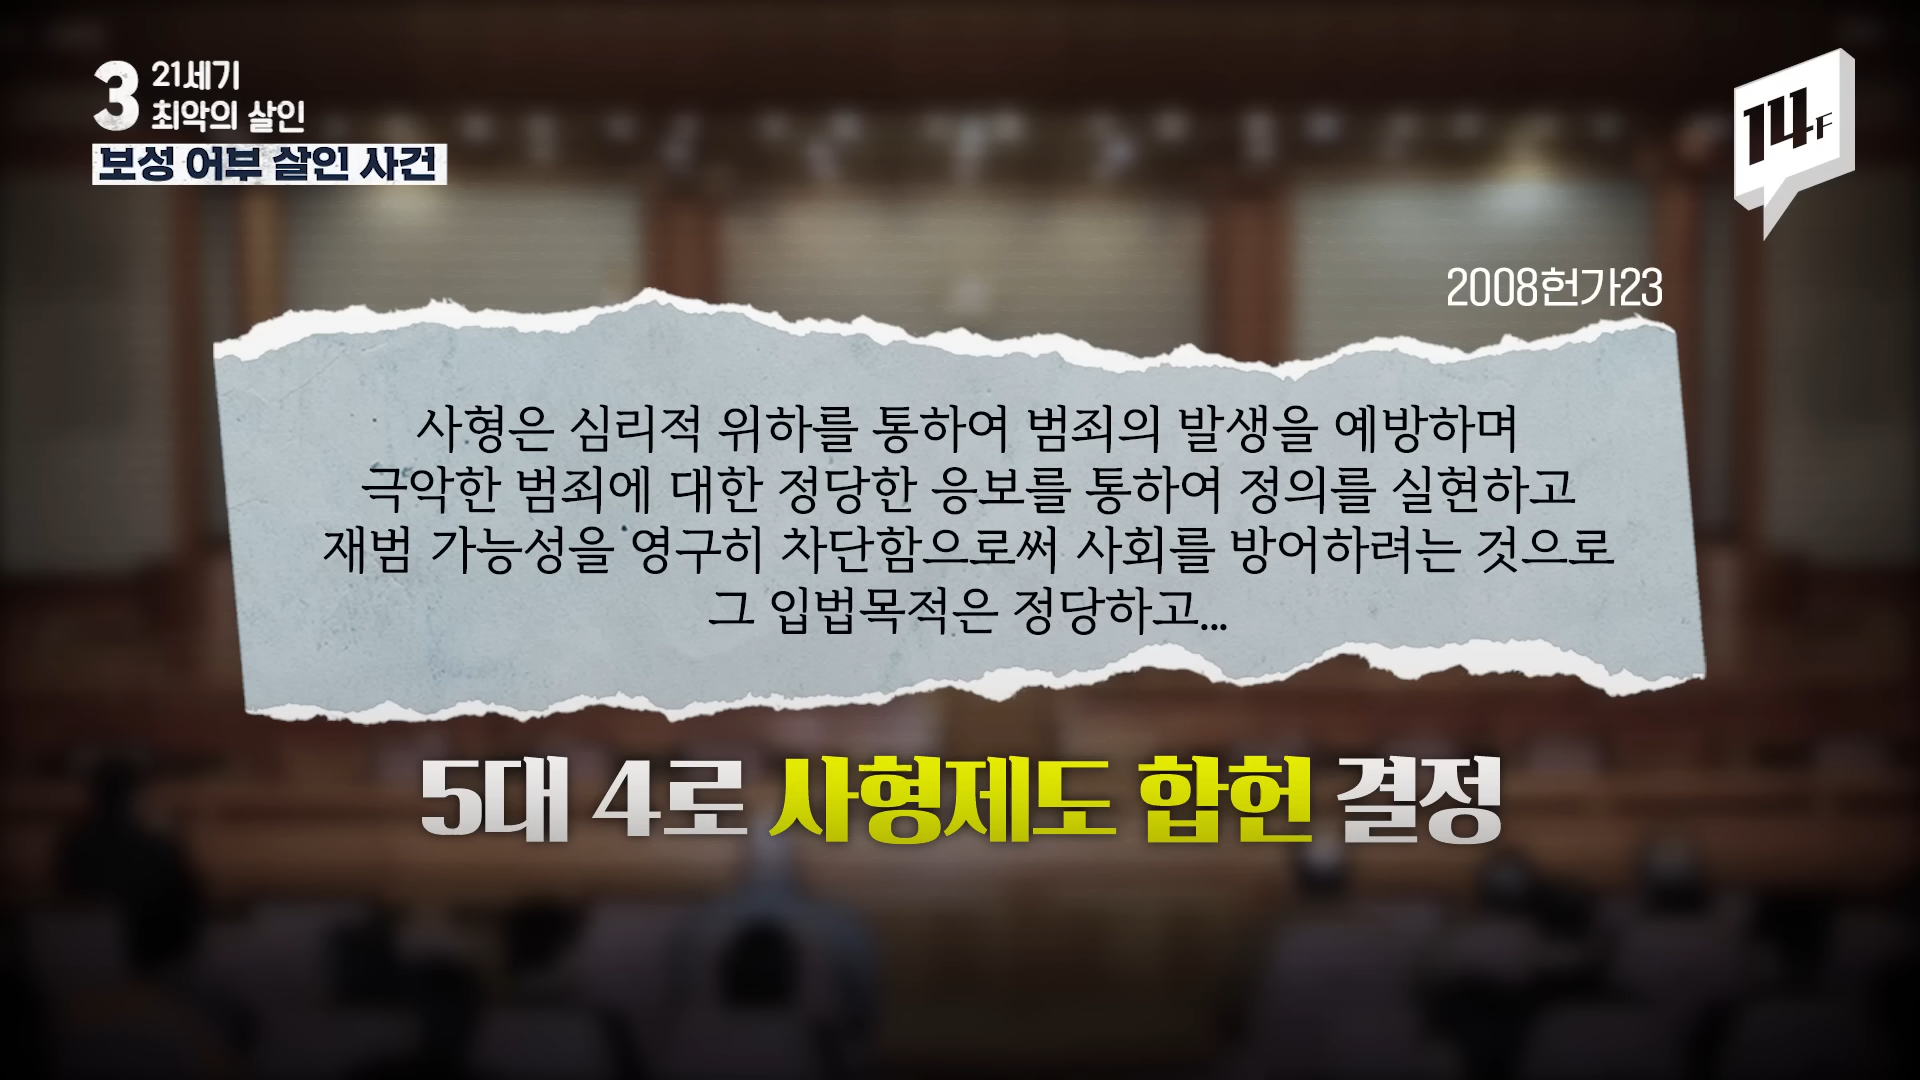 3 21세기
최악의 살인
보성 어부 살인 사건
14F
2008헌가23
사형은 심리적 위하를 통하여 범죄의 발생을 예방하며
극악한 범죄에 대한 정당한 응보를 통하여 정의를 실현하고
재범 가능성을 영구히 차단함으로써 사회를 방어하려는 것으로
그 입법목적은 정당하고...
5대 4로 사형제도 합헌 결정